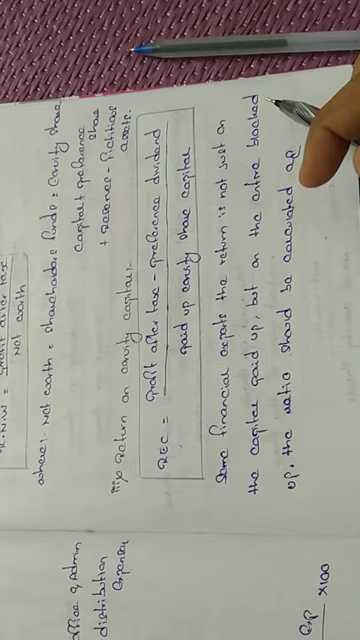 R.N.W = Profit after tax
Net worth
where:- Net worth = shareholders funds = Equity share
capital + preference
share
+ Reserve - Fictitious
assets.
iii) Return on equity capital:-
REC = Profit after tax - preference dividend
paid up equity share capital
Some financial experts the return is not just on
the capital paid up, but on the entire blocked
up. the ratio should be calculated as
office & Admin
distribution
Expenses
Exp
x100